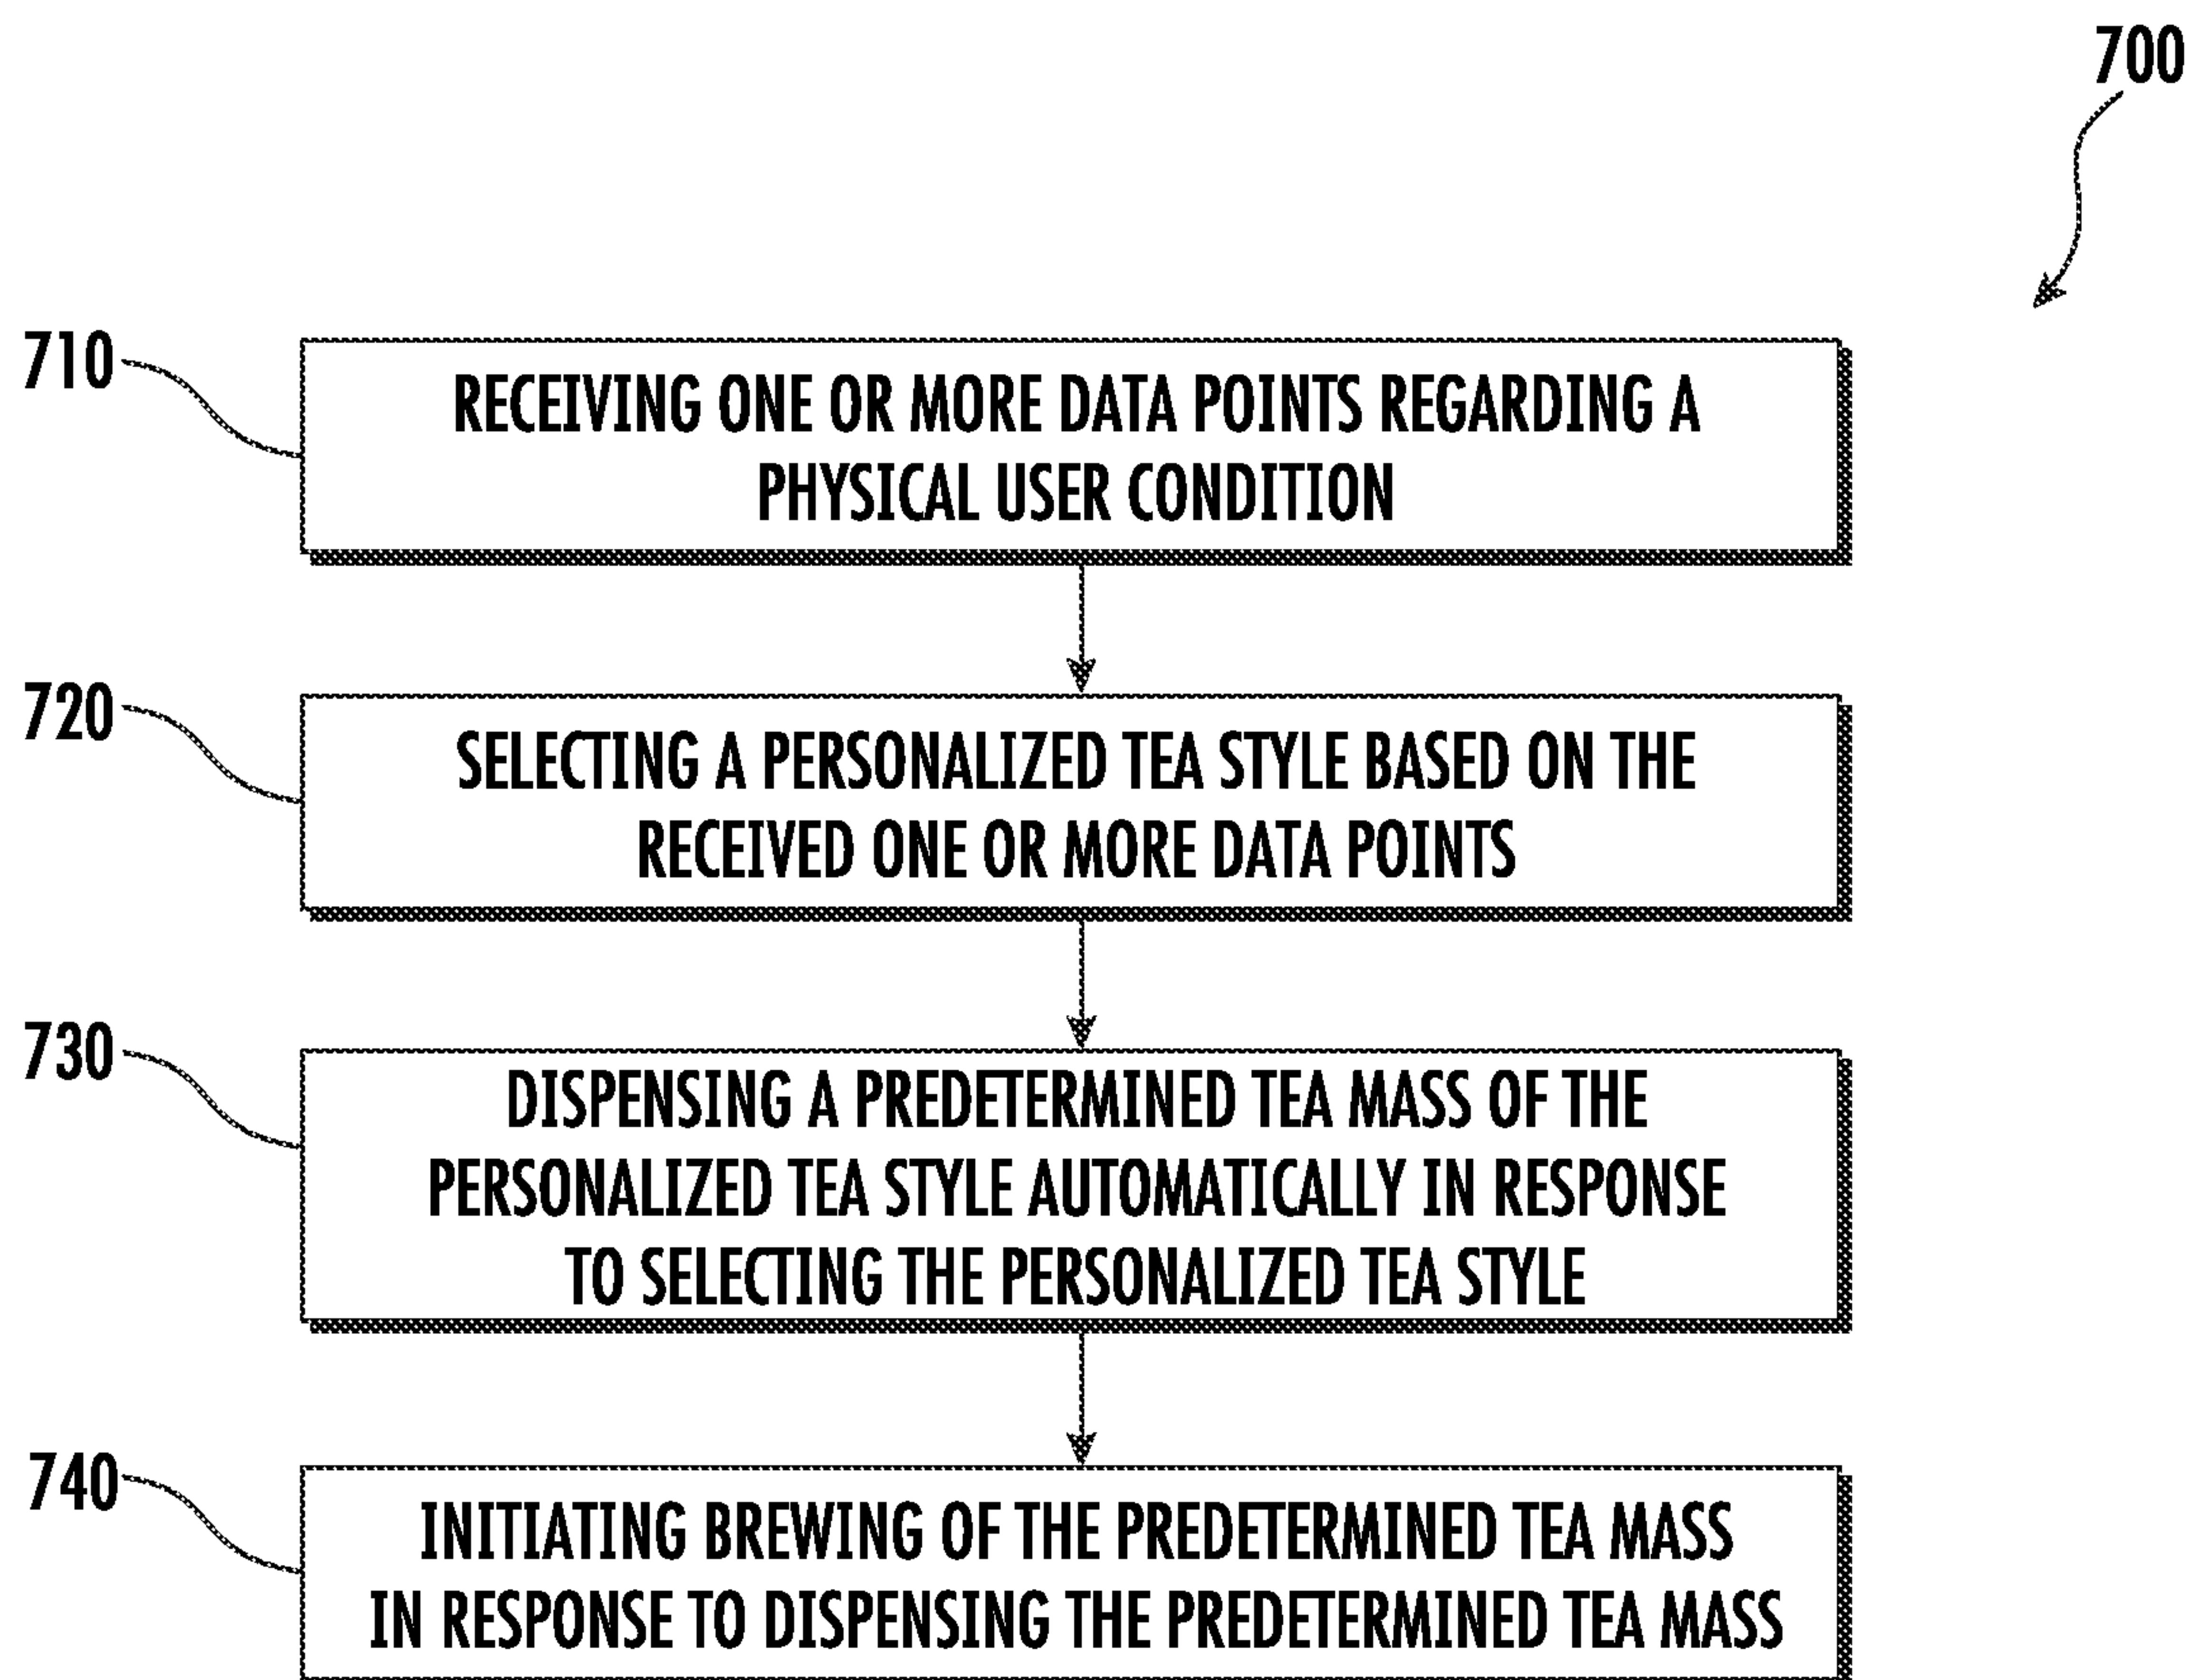 700
710
RECEIVING ONE OR MORE DATA POINTS REGARDING A
PHYSICAL USER CONDITION
720
SELECTING A PERSONALIZED TEA STYLE BASED ON THE
RECEIVED ONE OR MORE DATA POINTS
730
DISPENSING A PREDETERMINED TEA MASS OF THE
PERSONALIZED TEA STYLE AUTOMATICALLY IN RESPONSE
TO SELECTING THE PERSONALIZED TEA STYLE
740
INITIATING BREWING OF THE PREDETERMINED TEA MASS
IN RESPONSE TO DISPENSING THE PREDETERMINED TEA MASS